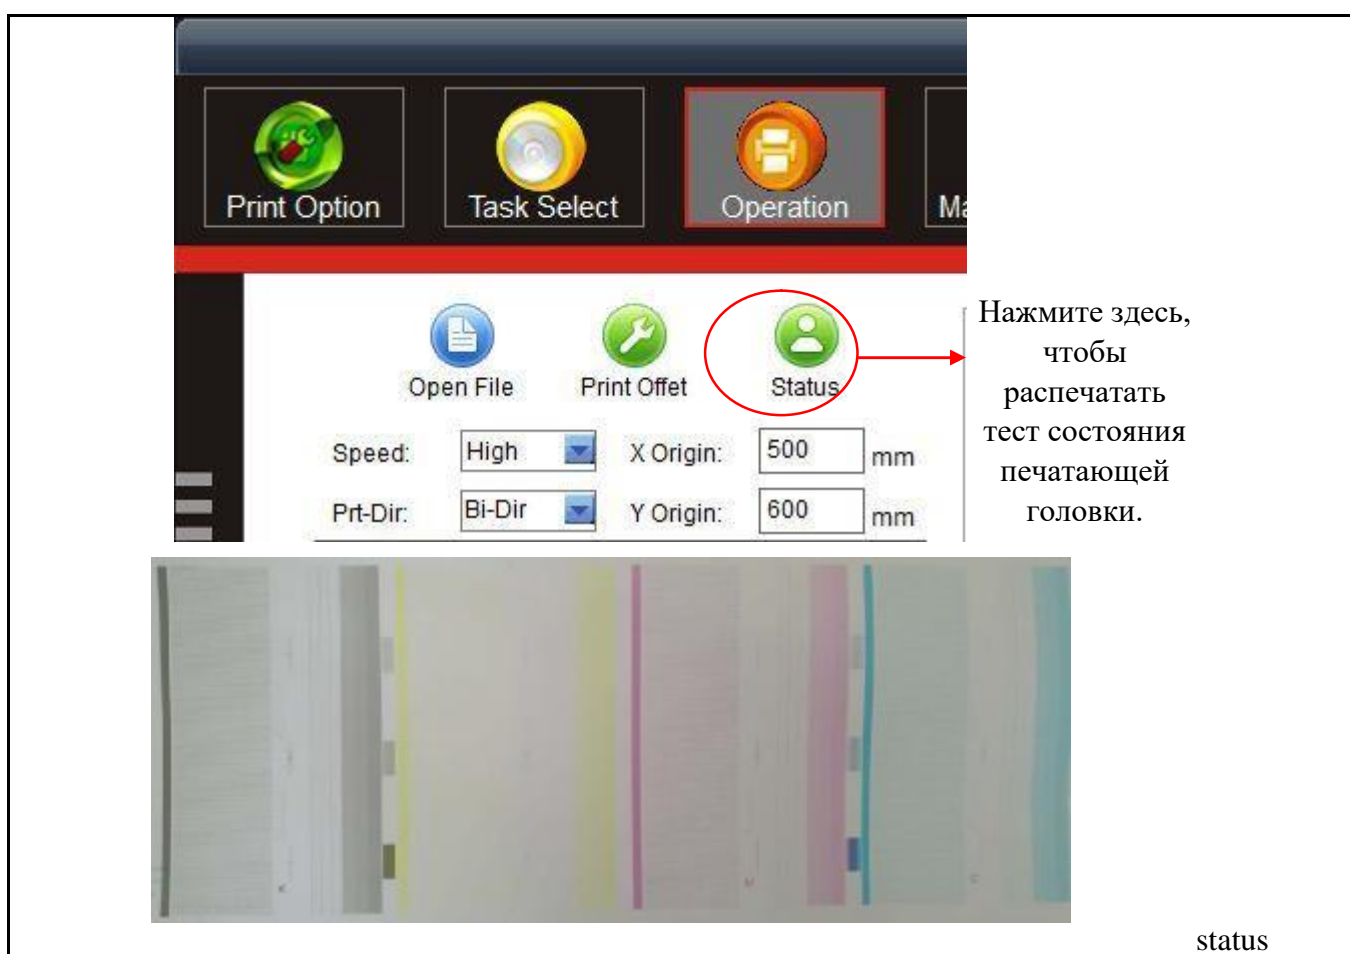 Print Option
Task Select
Operation
Ma
Open File
Print Offet
Status
Speed:
High
X Origin:
500
mm
Prt-Dir:
Bi-Dir
Y Origin:
600
mm
Нажмите здесь,
чтобы
распечатать
тест состояния
печатающей
головки.
status